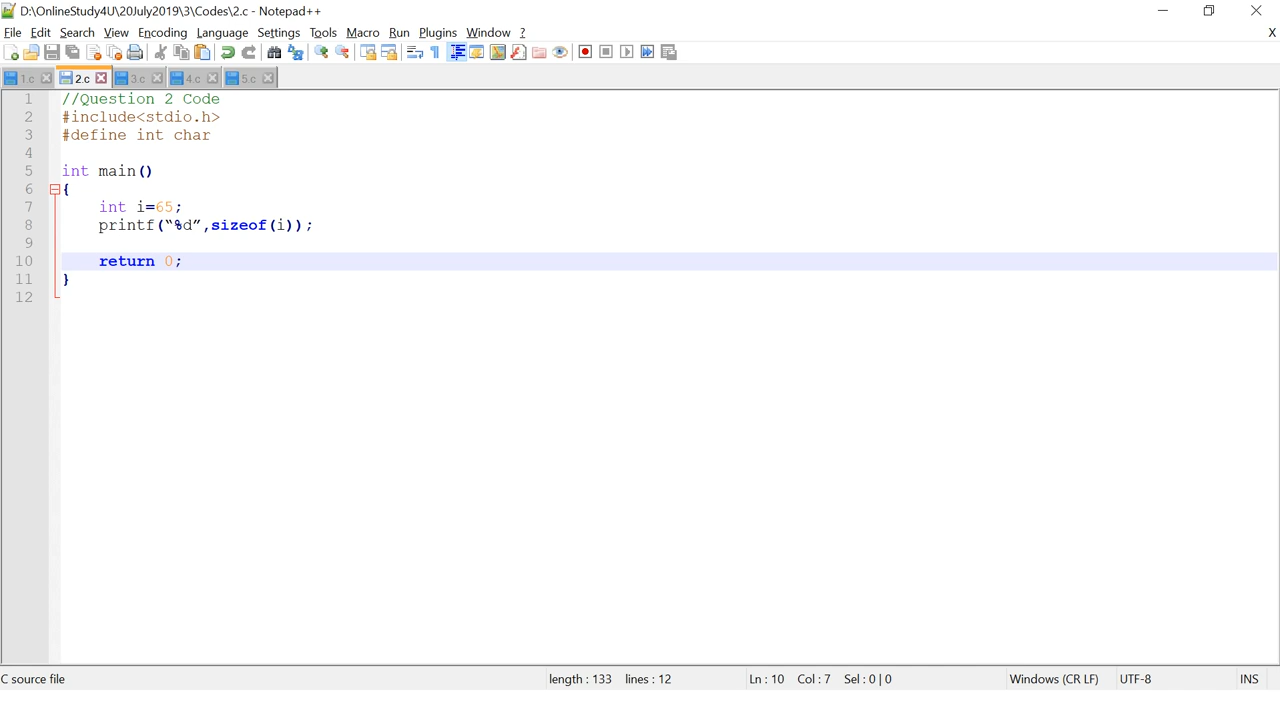 D:\OnlineStudy4U\20July2019\3\Codes\2.c - Notepad++
File Edit Search View Encoding Language Settings Tools Macro Run Plugins Window ? X
1.c 2.c 3.c 4.c 5.c
1 //Question 2 Code
2 #include<stdio.h>
3 #define int char
4
5 int main()
6 {
7 int i=65;
8 printf(“%d”,sizeof(i));
9
10 return 0;
11 }
12
C source file length : 133 lines : 12 Ln : 10 Col : 7 Sel : 0 | 0 Windows (CR LF) UTF-8 INS